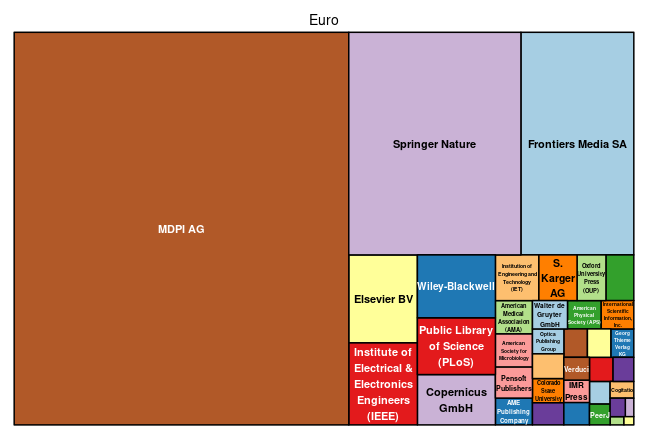 Euro
MDPI AG
Springer Nature
Frontiers Media SA
Elsevier BV
Wiley-Blackwell
Institution of
Engineering and
Technology
(IET)
S.
Karger
AG
Oxford
University
Press
(OUP)
American
Medical
Association
(AMA)
Walter de
Gruyter
GmbH
American
Physical
Society (APS)
International
Scientific
Information,
Inc.
Public Library
of Science
(PLoS)
American
Society for
Microbiology
Optica
Publishing
Group
Georg
Thieme
Verlag
KG
Institute of
Electrical &
Electronics
Engineers
(IEEE)
Verduci
Pensoft
Publishers
Colorado
State
University
IMR
Press
Cogitatio
Copernicus
GmbH
AME
Publishing
Company
PeerJ